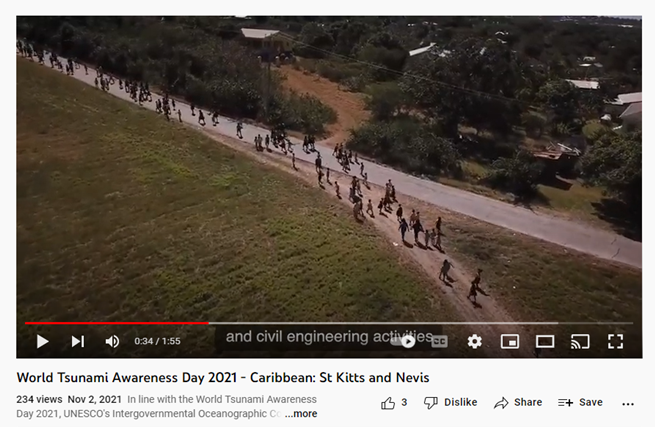 and civil engineering activities
0:34 / 1:55
World Tsunami Awareness Day 2021 - Caribbean: St Kitts and Nevis
234 views Nov 2, 2021 In line with the World Tsunami Awareness
Day 2021, UNESCO's Intergovernmental Oceanographic ...more
3 Dislike Share Save